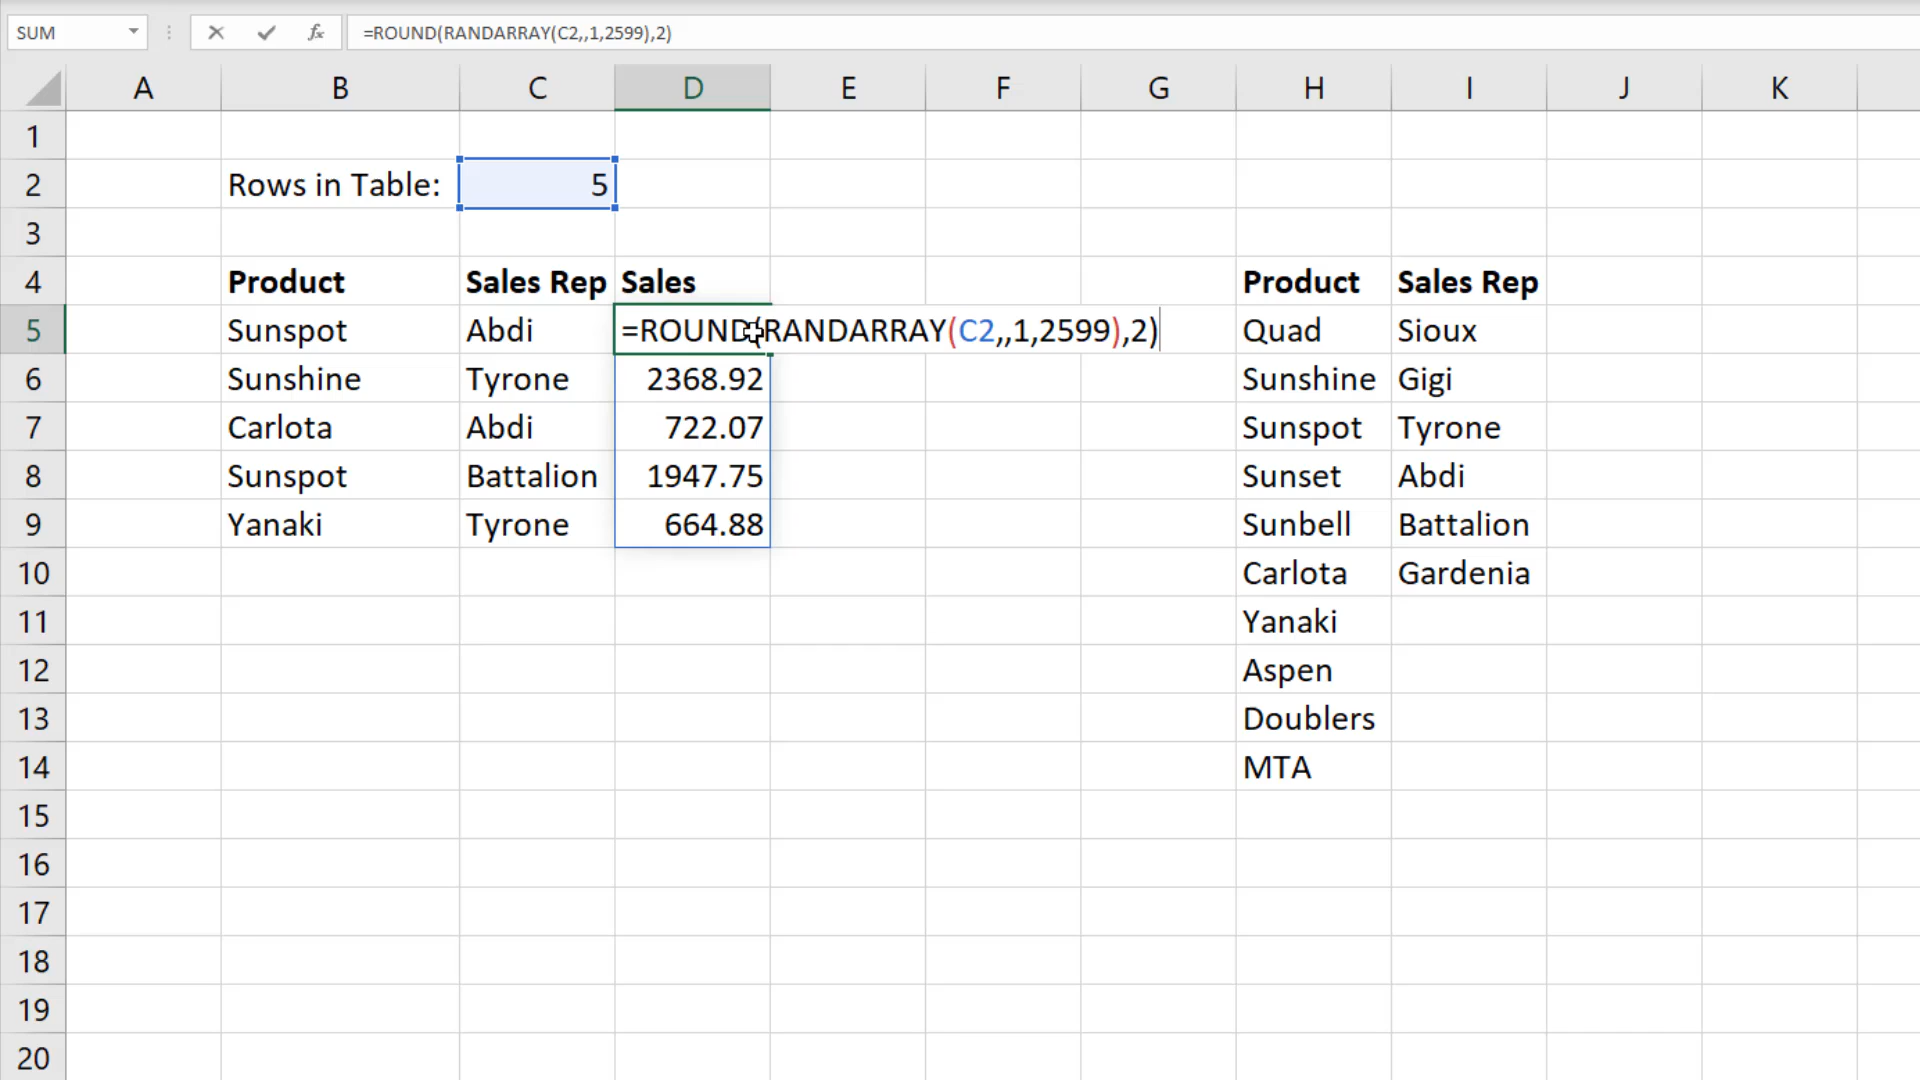 SUM fx =ROUND(RANDARRAY(C2,,1,2599),2)
A B C D E F G H I J K
1
2 Rows in Table: 5
3
4 Product Sales Rep Sales Product Sales Rep
5 Sunspot Abdi =ROUND(RANDARRAY(C2,,1,2599),2) Quad Sioux
6 Sunshine Tyrone 2368.92 Sunshine Gigi
7 Carlota Abdi 722.07 Sunspot Tyrone
8 Sunspot Battalion 1947.75 Sunset Abdi
9 Yanaki Tyrone 664.88 Sunbell Battalion
10 Carlota Gardenia
11 Yanaki
12 Aspen
13 Doublers
14 MTA
15
16
17
18
19
20